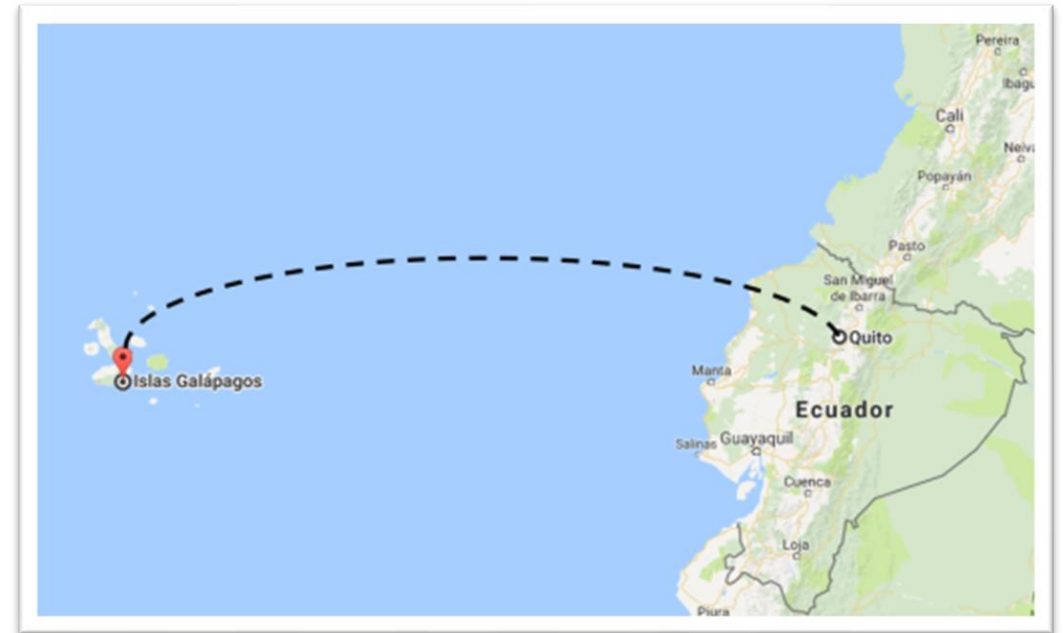 Pereira
Ibagu
Cali
Neiva
Popayán
Pasto
San Miguel
de Ibarra
Quito
Manta
Islas Galápagos
Ecuador
Salinas
Guayaquil
Cuenca
Loja
Piura